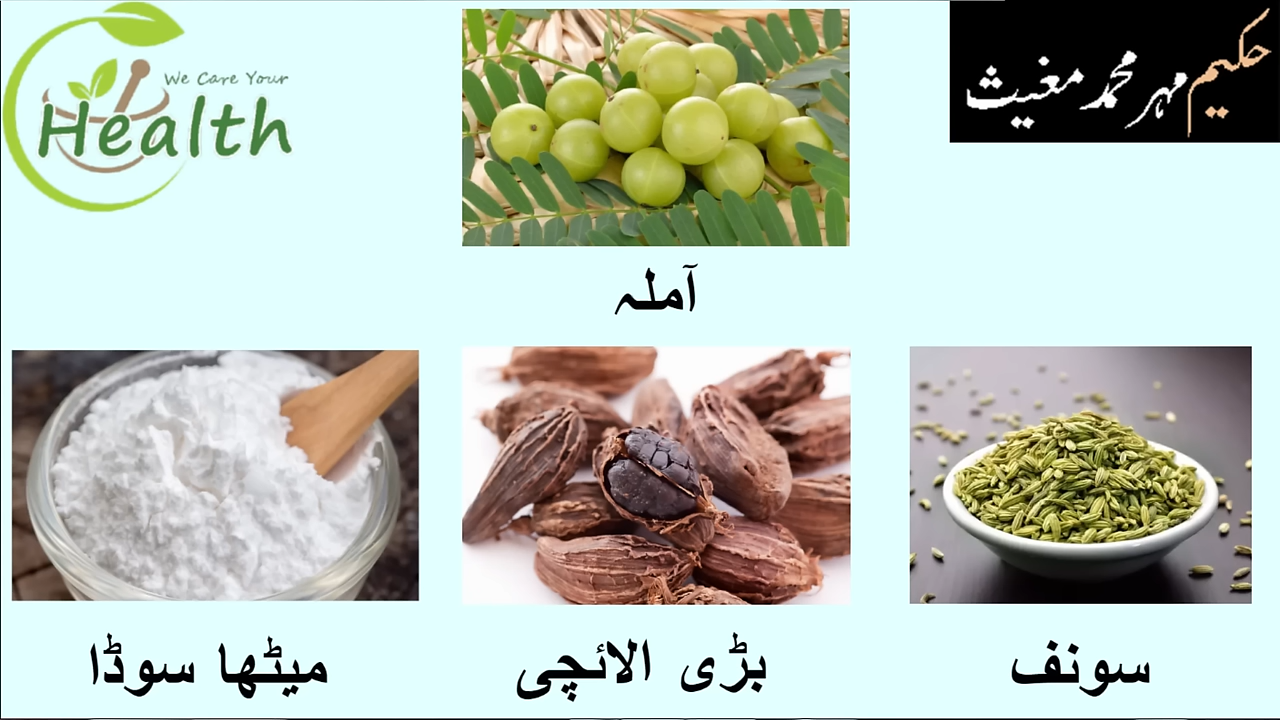 We Care Your
Health
حکیم مہر محمد مغیث
آملہ
میٹھا سوڈا
بڑی الائچی
سونف